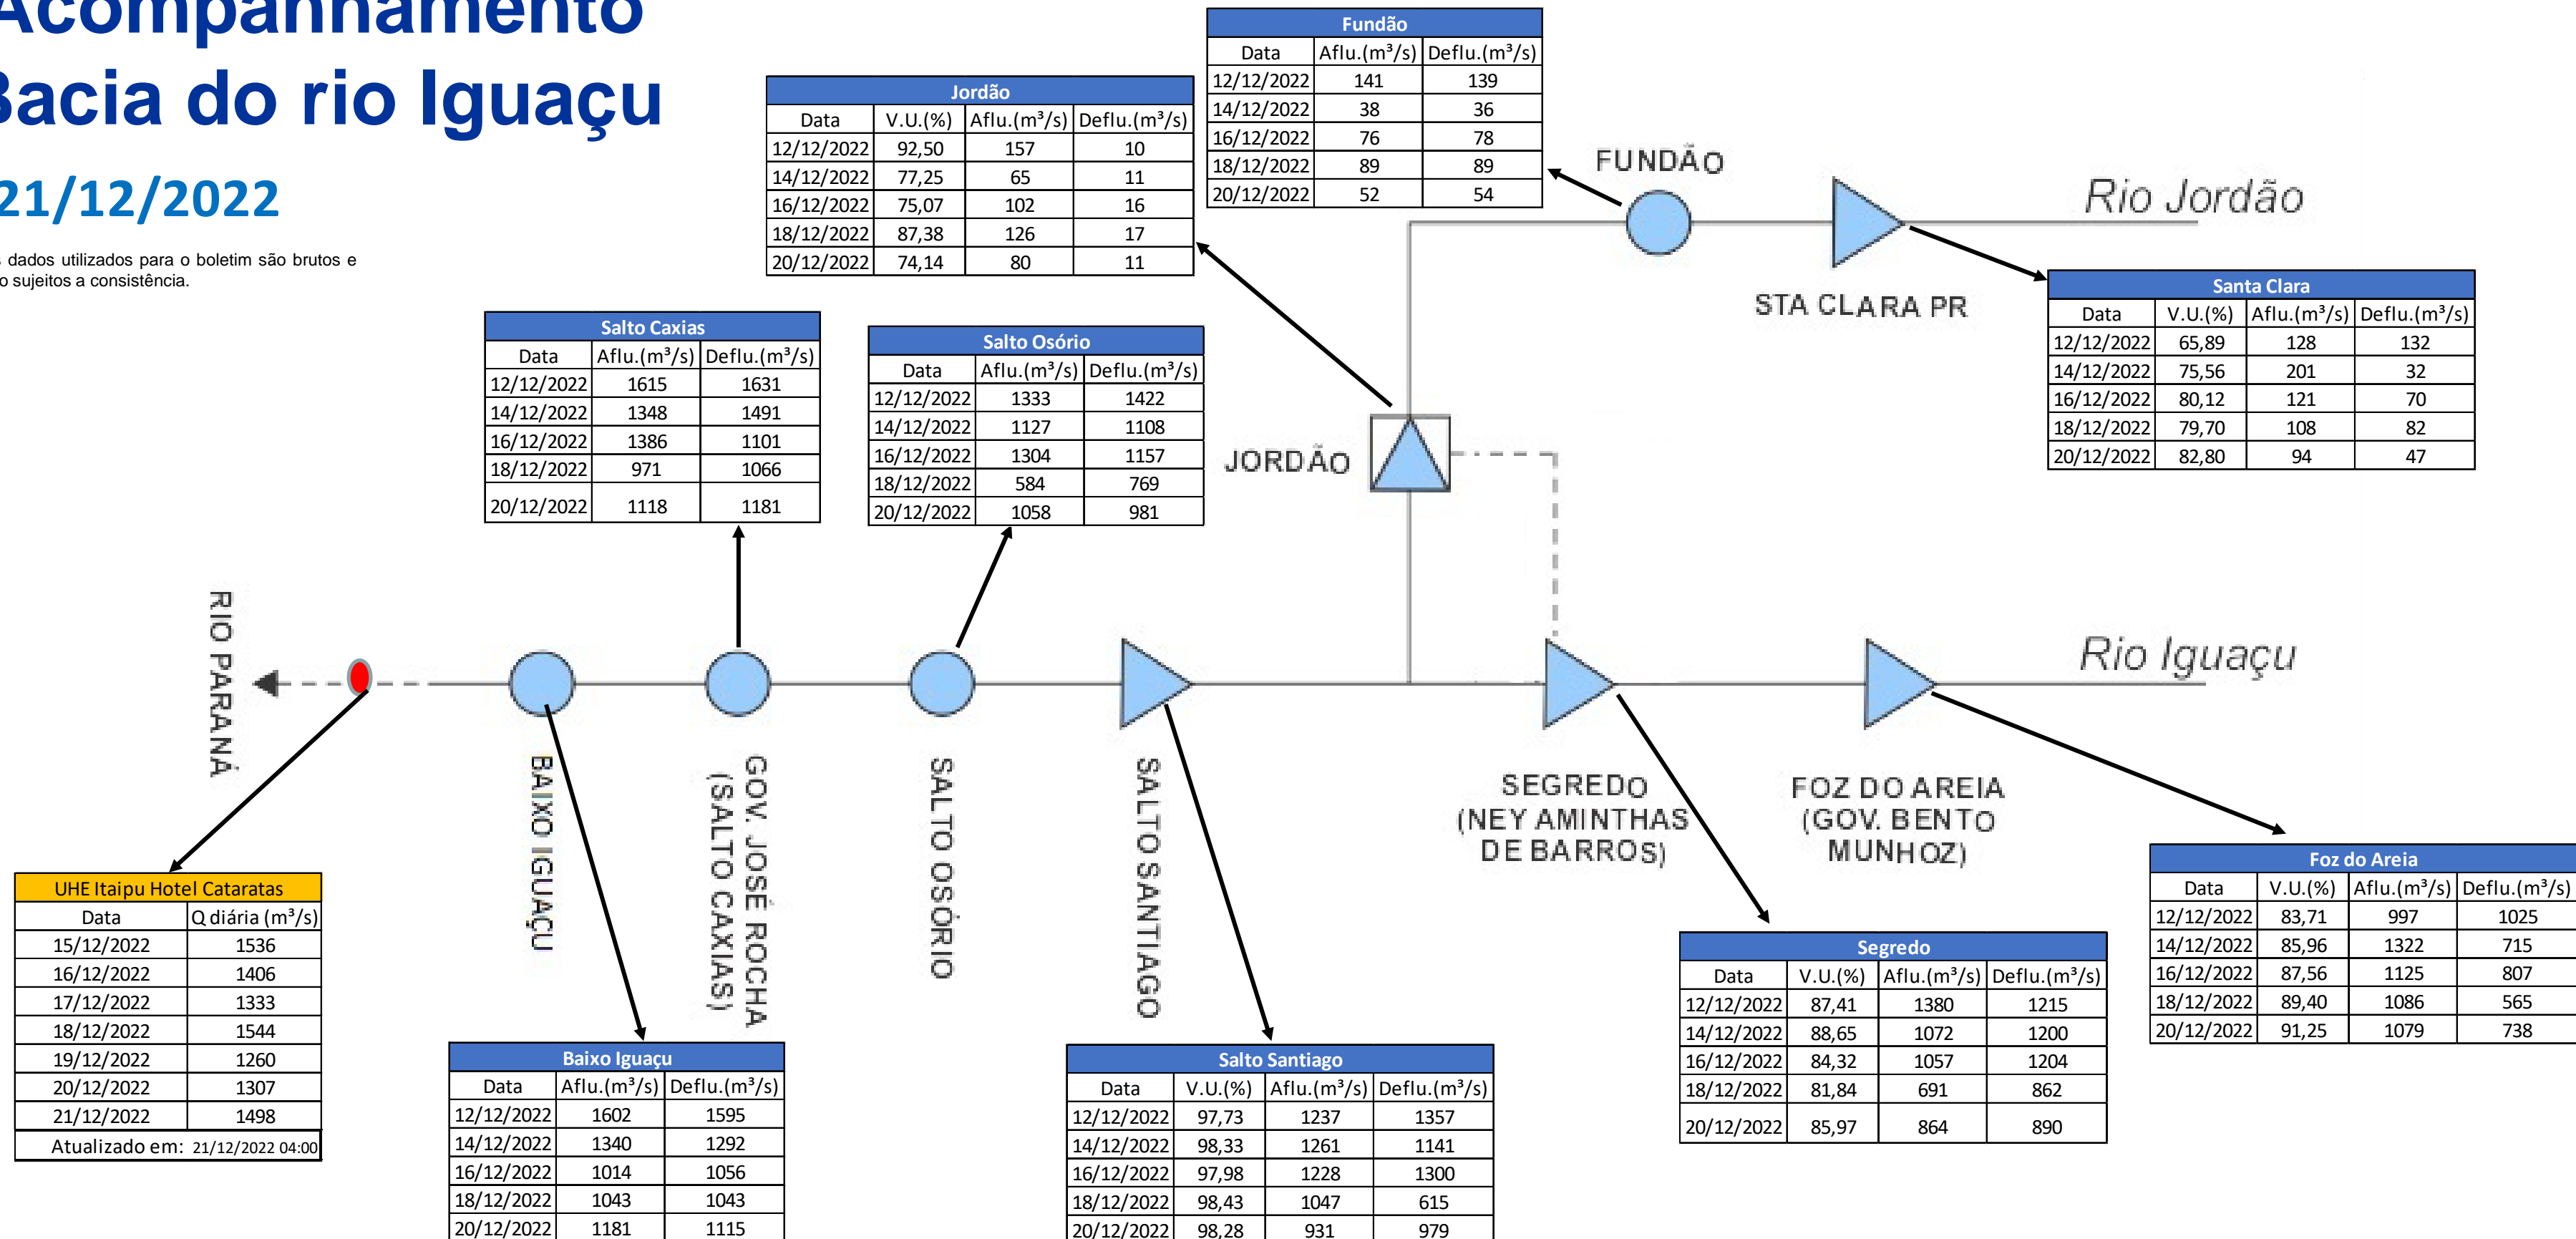 Acompanhamento
Bacia do rio Iguaçu
21/12/2022
s dados utilizados para o boletim são brutos e
o sujeitos a consistência.
Fundão
Data Aflu.(m³/s) Deflu.(m³/s)
12/12/2022 141 139
14/12/2022 38 36
16/12/2022 76 78
18/12/2022 89 89
20/12/2022 52 54
Jordão
Data V.U.(%) Aflu.(m³/s) Deflu.(m³/s)
12/12/2022 92,50 157 10
14/12/2022 77,25 65 11
16/12/2022 75,07 102 16
18/12/2022 87,38 126 17
20/12/2022 74,14 80 11
FUNDÃO
Rio Jordão
STA CLARA PR
Santa Clara
Data V.U.(%) Aflu.(m³/s) Deflu.(m³/s)
12/12/2022 65,89 128 132
14/12/2022 75,56 201 32
16/12/2022 80,12 121 70
18/12/2022 79,70 108 82
20/12/2022 82,80 94 47
Salto Caxias
Data Aflu.(m³/s) Deflu.(m³/s)
12/12/2022 1615 1631
14/12/2022 1348 1491
16/12/2022 1386 1101
18/12/2022 971 1066
20/12/2022 1118 1181
Salto Osório
Data Aflu.(m³/s) Deflu.(m³/s)
12/12/2022 1333 1422
14/12/2022 1127 1108
16/12/2022 1304 1157
18/12/2022 584 769
20/12/2022 1058 981
JORDÃO
RIO PARANÁ
Rio Iguaçu
BAIXO IGUAÇU
GOV. JOSÉ ROCHA
(SALTO CAXIAS)
SALTO OSÓRIO
SALTO SANTIAGO
SEGREDO
(NEY AMINTHAS
DE BARROS)
FOZ DO AREIA
(GOV. BENTO
MUNHOZ)
UHE Itaipu Hotel Cataratas
Data Q diária (m³/s)
15/12/2022 1536
16/12/2022 1406
17/12/2022 1333
18/12/2022 1544
19/12/2022 1260
20/12/2022 1307
21/12/2022 1498
Atualizado em: 21/12/2022 04:00
Baixo Iguaçu
Data Aflu.(m³/s) Deflu.(m³/s)
12/12/2022 1602 1595
14/12/2022 1340 1292
16/12/2022 1014 1056
18/12/2022 1043 1043
20/12/2022 1181 1115
Salto Santiago
Data V.U.(%) Aflu.(m³/s) Deflu.(m³/s)
12/12/2022 97,73 1237 1357
14/12/2022 98,33 1261 1141
16/12/2022 97,98 1228 1300
18/12/2022 98,43 1047 615
20/12/2022 98,28 931 979
Segredo
Data V.U.(%) Aflu.(m³/s) Deflu.(m³/s)
12/12/2022 87,41 1380 1215
14/12/2022 88,65 1072 1200
16/12/2022 84,32 1057 1204
18/12/2022 81,84 691 862
20/12/2022 85,97 864 890
Foz do Areia
Data V.U.(%) Aflu.(m³/s) Deflu.(m³/s)
12/12/2022 83,71 997 1025
14/12/2022 85,96 1322 715
16/12/2022 87,56 1125 807
18/12/2022 89,40 1086 565
20/12/2022 91,25 1079 738